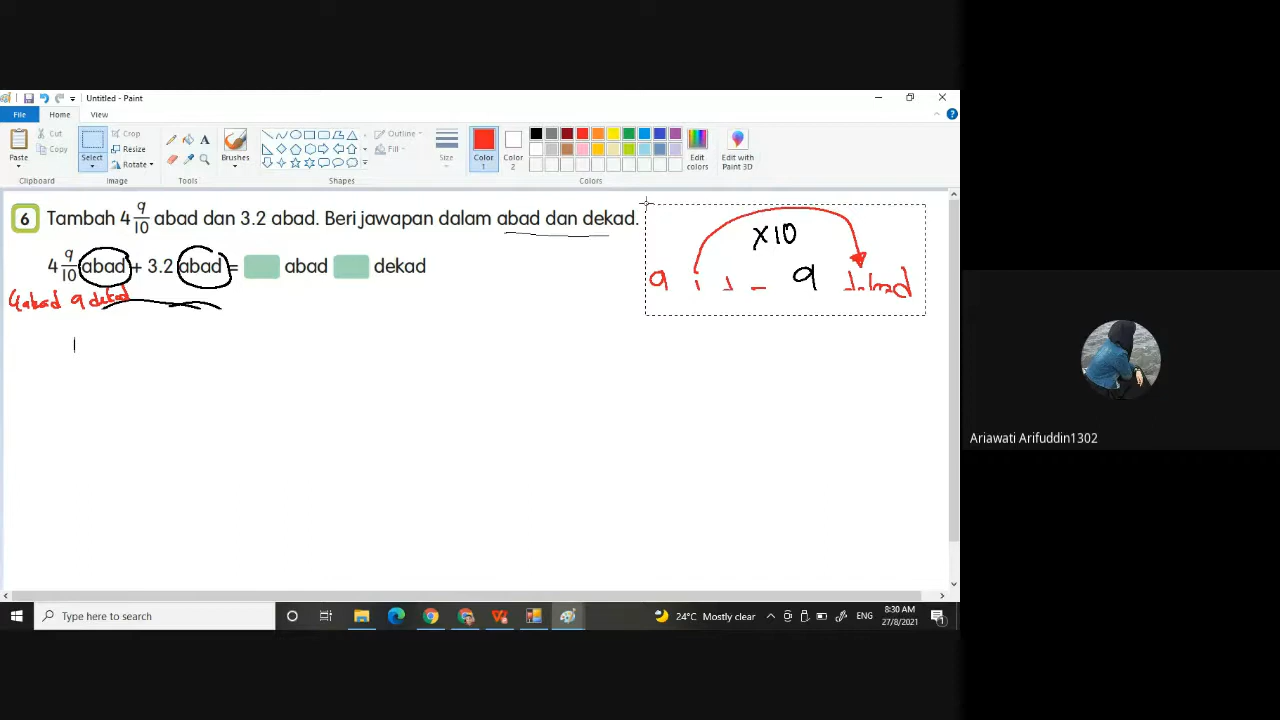 Untitled - Paint
File Home View
Paste Cut Copy Clipboard
Select Crop Resize Rotate Image
Tools
Brushes
Outline Fill Shapes
Size
Color 1
Color 2
Edit colors
Colors
Edit with Paint 3D
6 Tambah 4 9/10 abad dan 3.2 abad. Beri jawapan dalam abad dan dekad.
4 9/10 abad + 3.2 abad = abad dekad
4 abad 9 dekad
x10
9 9
Ariawati Arifuddin1302
Type here to search
24°C Mostly clear
ENG
8:30 AM
27/8/2021
1